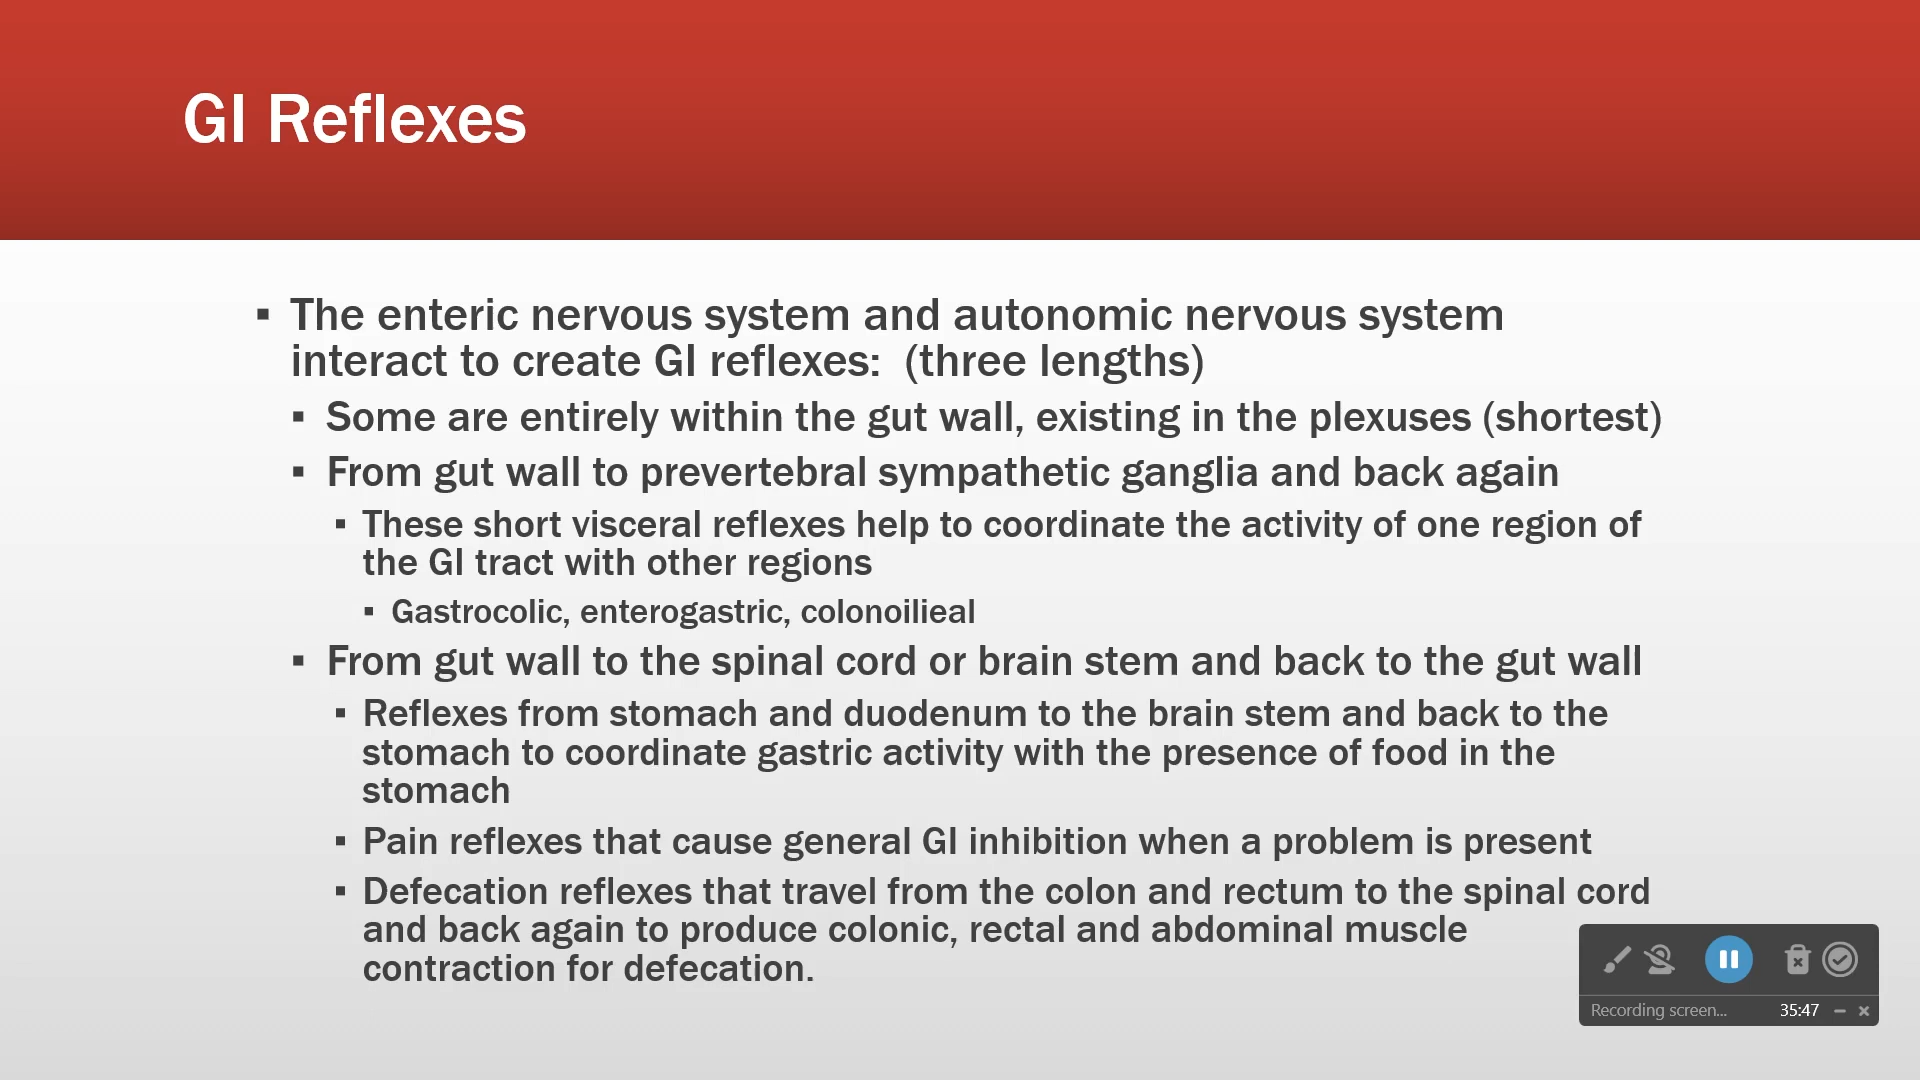 GI Reflexes
▪ The enteric nervous system and autonomic nervous system
interact to create GI reflexes:  (three lengths)
▪ Some are entirely within the gut wall, existing in the plexuses (shortest)
▪ From gut wall to prevertebral sympathetic ganglia and back again
▪ These short visceral reflexes help to coordinate the activity of one region of
the GI tract with other regions
▪ Gastrocolic, enterogastric, colonoilieal
▪ From gut wall to the spinal cord or brain stem and back to the gut wall
▪ Reflexes from stomach and duodenum to the brain stem and back to the
stomach to coordinate gastric activity with the presence of food in the
stomach
▪ Pain reflexes that cause general GI inhibition when a problem is present
▪ Defecation reflexes that travel from the colon and rectum to the spinal cord
and back again to produce colonic, rectal and abdominal muscle
contraction for defecation.
Recording screen... 35:47